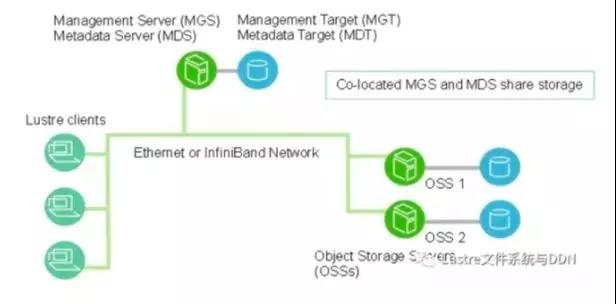 Management Server (MGS)
Metadata Server (MDS)
Management Target (MGT)
Metadata Target (MDT)
Co-located MGS and MDS share storage
Lustre clients
Ethernet or InfiniBand Network
OSS 1
OSS 2
Object Storage Servers
(OSSs)
Lustre文件系统与DDN